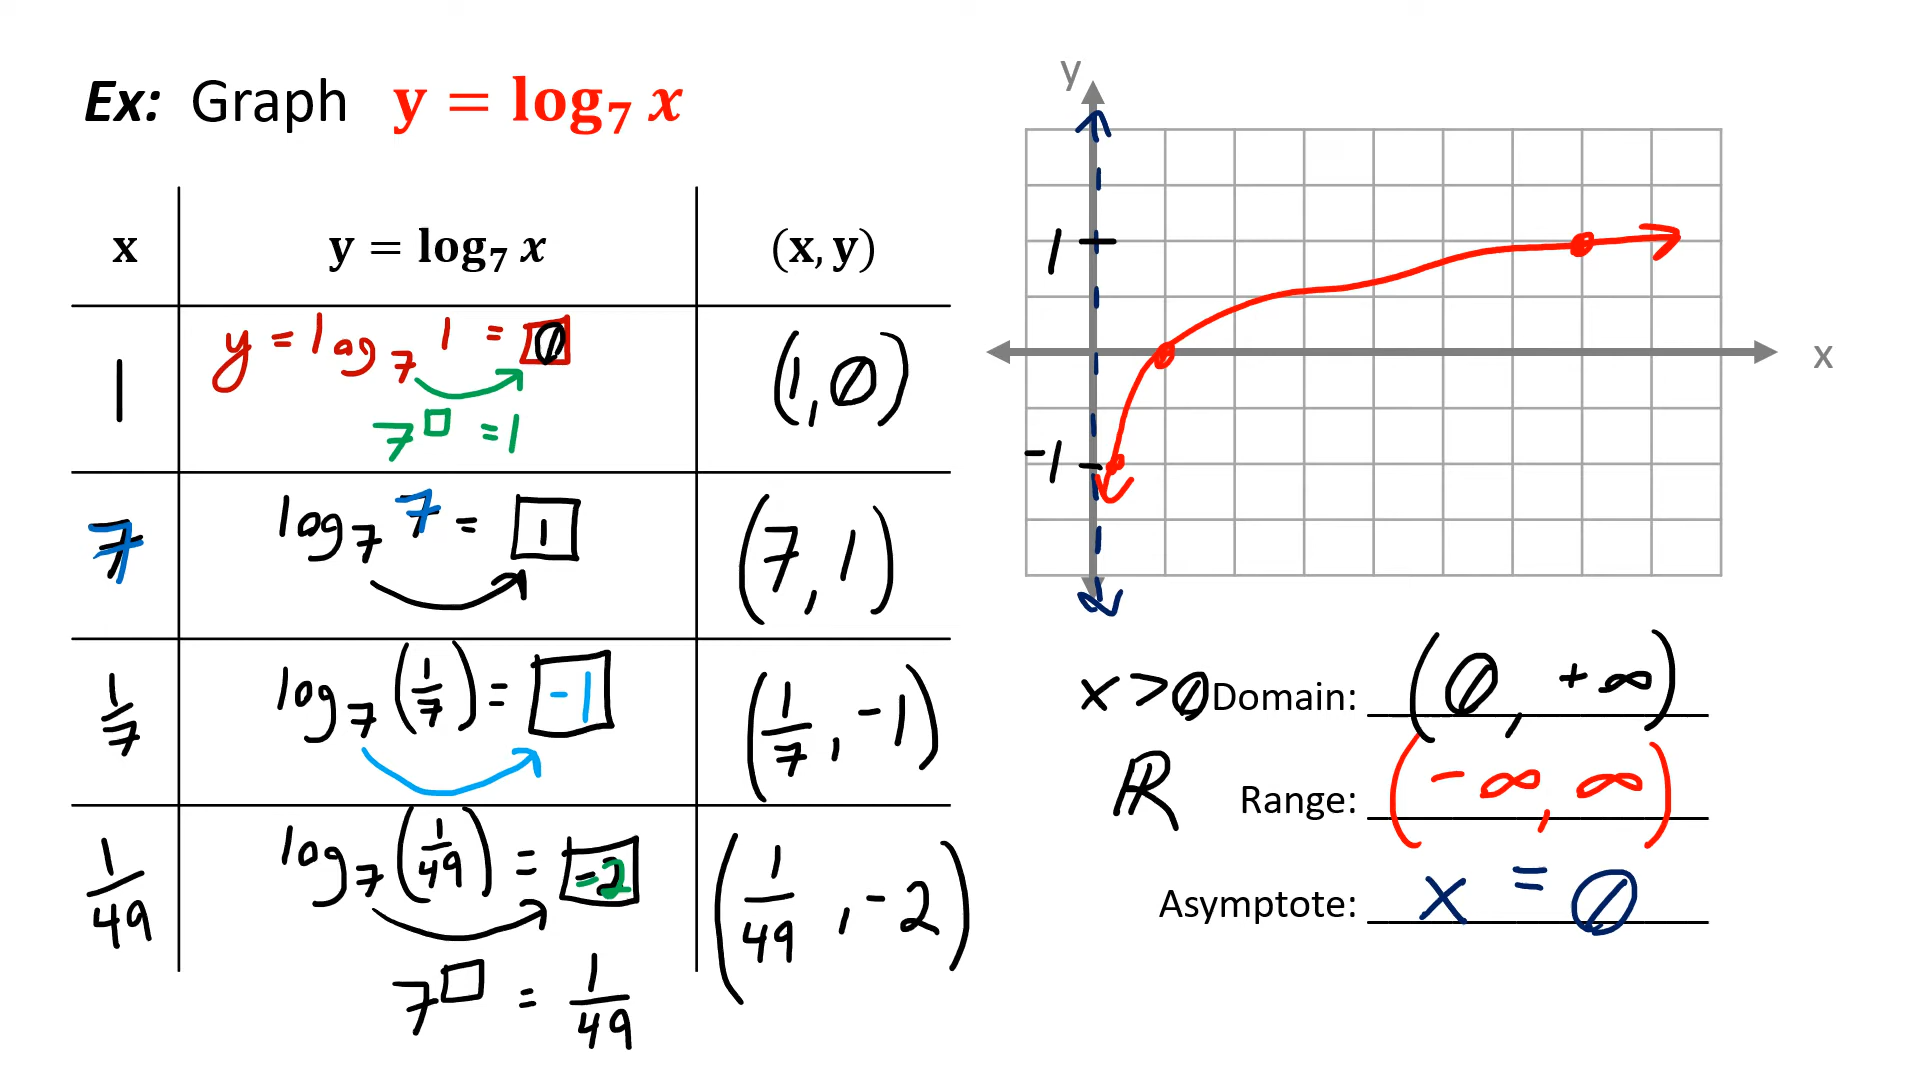 Ex: Graph y = log₇ x
x y = log₇ x (x, y)
1 y = log₇ 1 = 0 (1, 0)
7^□ = 1
7 log₇ 7 = 1 (7, 1)
1/7 log₇ (1/7) = -1 (1/7, -1)
1/49 log₇ (1/49) = -2 (1/49, -2)
7^□ = 1/49
y
1
x
-1
x > 0 Domain: (0, +∞)
ℝ Range: (-∞, ∞)
Asymptote: x = 0